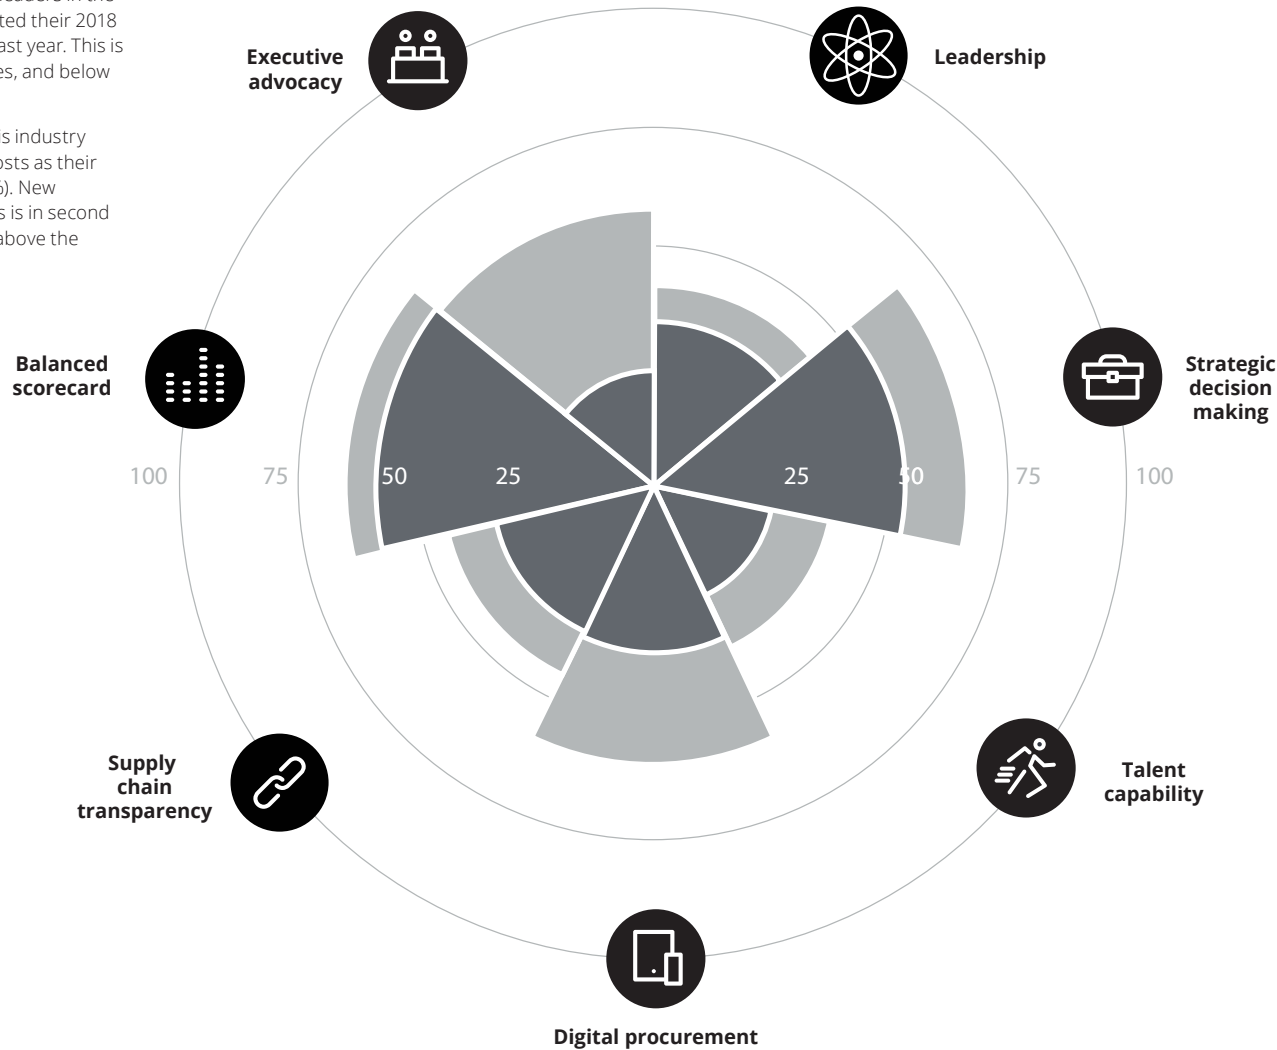 ted their 2018
ast year. This is
es, and below
is industry
osts as their
%). New
s is in second
above the
Executive
advocacy
Leadership
Balanced
scorecard
Strategic
decision
making
100
75
50
25
25
50
75
100
Supply
chain
transparency
Talent
capability
Digital procurement